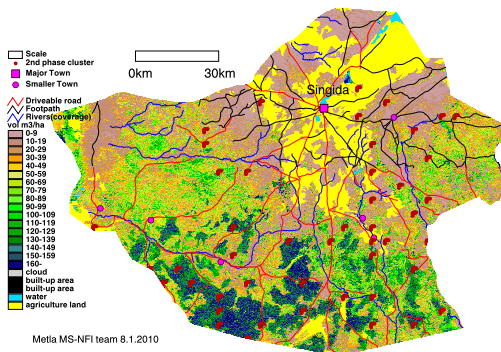 Scale
2nd phase cluster
Major Town
Smaller Town
Driveable road
Footpath
Rivers(coverage)
vol m3/ha
0-9
10-19
20-29
30-39
40-49
50-59
60-69
70-79
80-89
90-99
100-109
110-119
120-129
130-139
140-149
150-159
160-
cloud
built-up area
built-up area
water
agriculture land
0km
30km
Singida
Metla MS-NFI team 8.1.2010